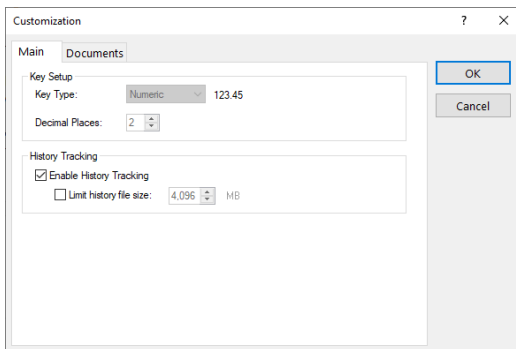 Customization
Main Documents
OK
Cancel
Key Setup
Key Type: Numeric 123.45
Decimal Places: 2
History Tracking
Enable History Tracking
Limit history file size: 4,096 MB